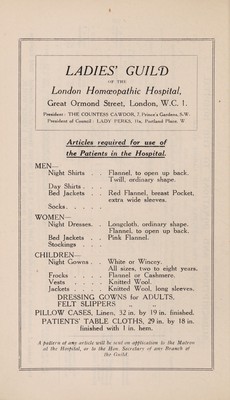 LADIES' GUILD
OF THE
London Homœopathic Hospital,
Great Ormond Street, London, W.C. 1.
President: THE COUNTESS CAWDOR, 7, Prince's Gardens, S.W.
President of Council: LADY PERKS, 11a, Portland Place. W
Articles required for use of
the Patients in the Hospital.
MEN—
Night Shirts . . Flannel, to open up back.
Twill, ordinary shape.
Day Shirts . .
Bed Jackets . . Red Flannel, breast Pocket,
extra wide sleeves.
Socks . . . .
WOMEN—
Night Dresses. . Longcloth, ordinary shape.
Flannel, to open up back.
Bed Jackets . . Pink Flannel.
Stockings . . .
CHILDREN—
Night Gowns . . White or Wincey.
All sizes, two to eight years.
Frocks . . . Flannel or Cashmere.
Vests . . . . Knitted Wool.
Jackets . . . Knitted Wool, long sleeves.
DRESSING GOWNS for ADULTS.
FELT SLIPPERS ,, ,,
PILLOW CASES, Linen, 32 in. by 19 in. finished.
PATIENTS' TABLE CLOTHS, 29 in. by 18 in.
finished with 1 in. hem.
A pattern of any article will be sent on application to the Matron
at the Hospital, or to the Hon. Secretary of any Branch of
the Guild